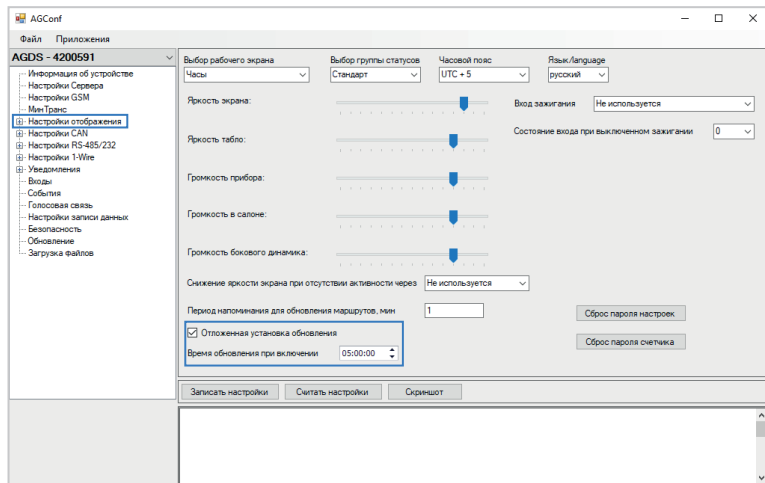 AGConf
Файл Приложения
AGDS - 4200591
Информация об устройстве
Настройки Сервера
Настройки GSM
МинТранс
Настройки отображения
Настройки CAN
Настройки RS-485/232
Настройки 1-Wire
Уведомления
Входы
События
Голосовая связь
Настройки записи данных
Безопасность
Обновление
Загрузка файлов
Выбор рабочего экрана Выбор группы статусов Часовой пояс Язык/language
Часы Стандарт UTC + 5 русский
Яркость экрана:
Вход зажигания Не используется
Состояние входа при выключенном зажигании 0
Яркость табло:
Громкость прибора:
Громкость в салоне:
Громкость бокового динамика:
Снижение яркости экрана при отсутствии активности через Не используется
Период напоминания для обновления маршрутов, мин 1
Сброс пароля настроек
Отложенная установка обновления
Время обновления при включении 05:00:00
Сброс пароля счетчика
Записать настройки Считать настройки Скриншот